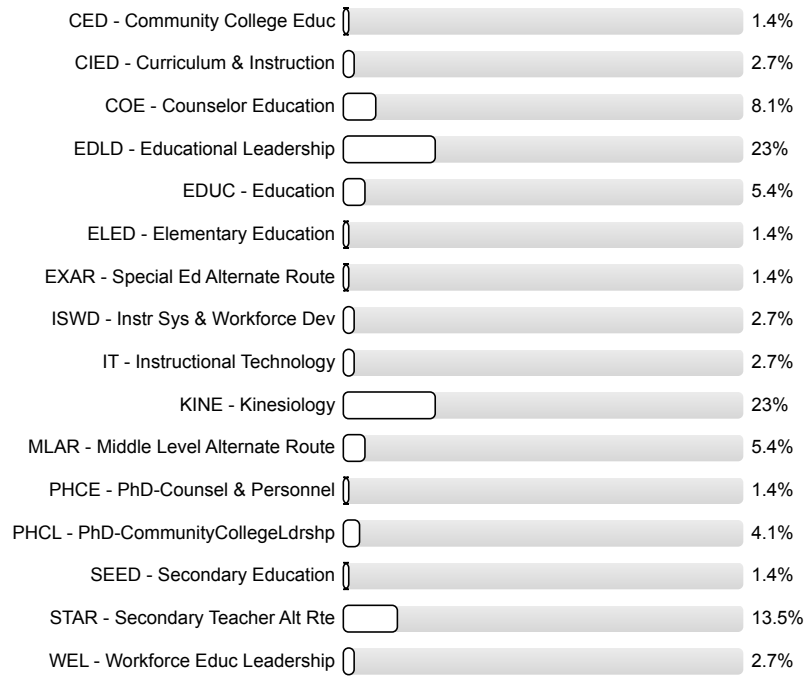 CED - Community College Educ 1.4%
CIED - Curriculum & Instruction 2.7%
COE - Counselor Education 8.1%
EDLD - Educational Leadership 23%
EDUC - Education 5.4%
ELED - Elementary Education 1.4%
EXAR - Special Ed Alternate Route 1.4%
ISWD - Instr Sys & Workforce Dev 2.7%
IT - Instructional Technology 2.7%
KINE - Kinesiology 23%
MLAR - Middle Level Alternate Route 5.4%
PHCE - PhD-Counsel & Personnel 1.4%
PHCL - PhD-CommunityCollegeLdrshp 4.1%
SEED - Secondary Education 1.4%
STAR - Secondary Teacher Alt Rte 13.5%
WEL - Workforce Educ Leadership 2.7%